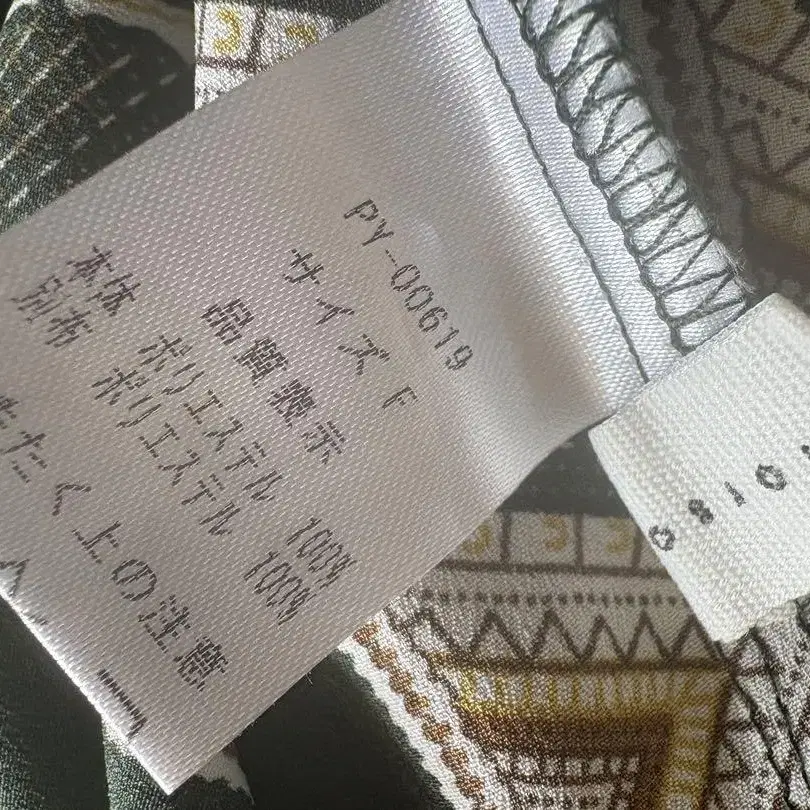 PY-00619
サイズ F
品質表示
本体 ポリエステル 100%
別布 ポリエステル 100%
せんたく上の注意